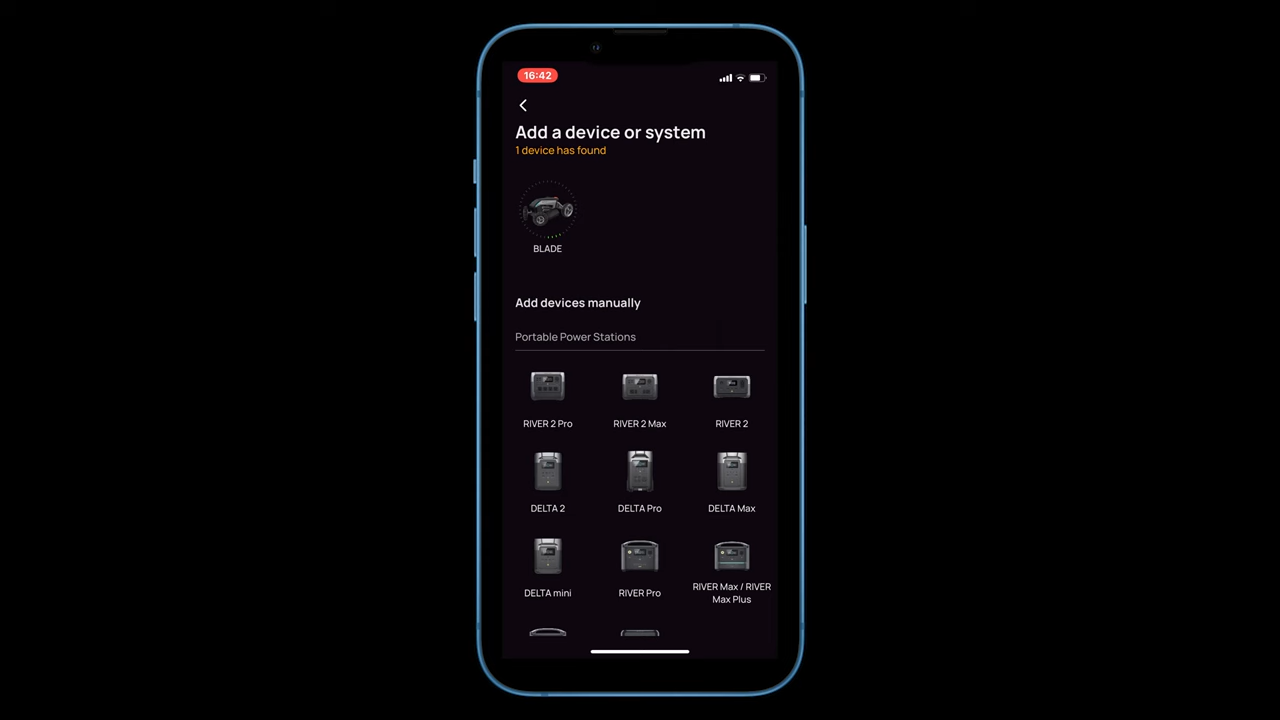 16:42
Add a device or system
1 device has found
BLADE
Add devices manually
Portable Power Stations
RIVER 2 Pro
RIVER 2 Max
RIVER 2
DELTA 2
DELTA Pro
DELTA Max
DELTA mini
RIVER Pro
RIVER Max / RIVER
Max Plus